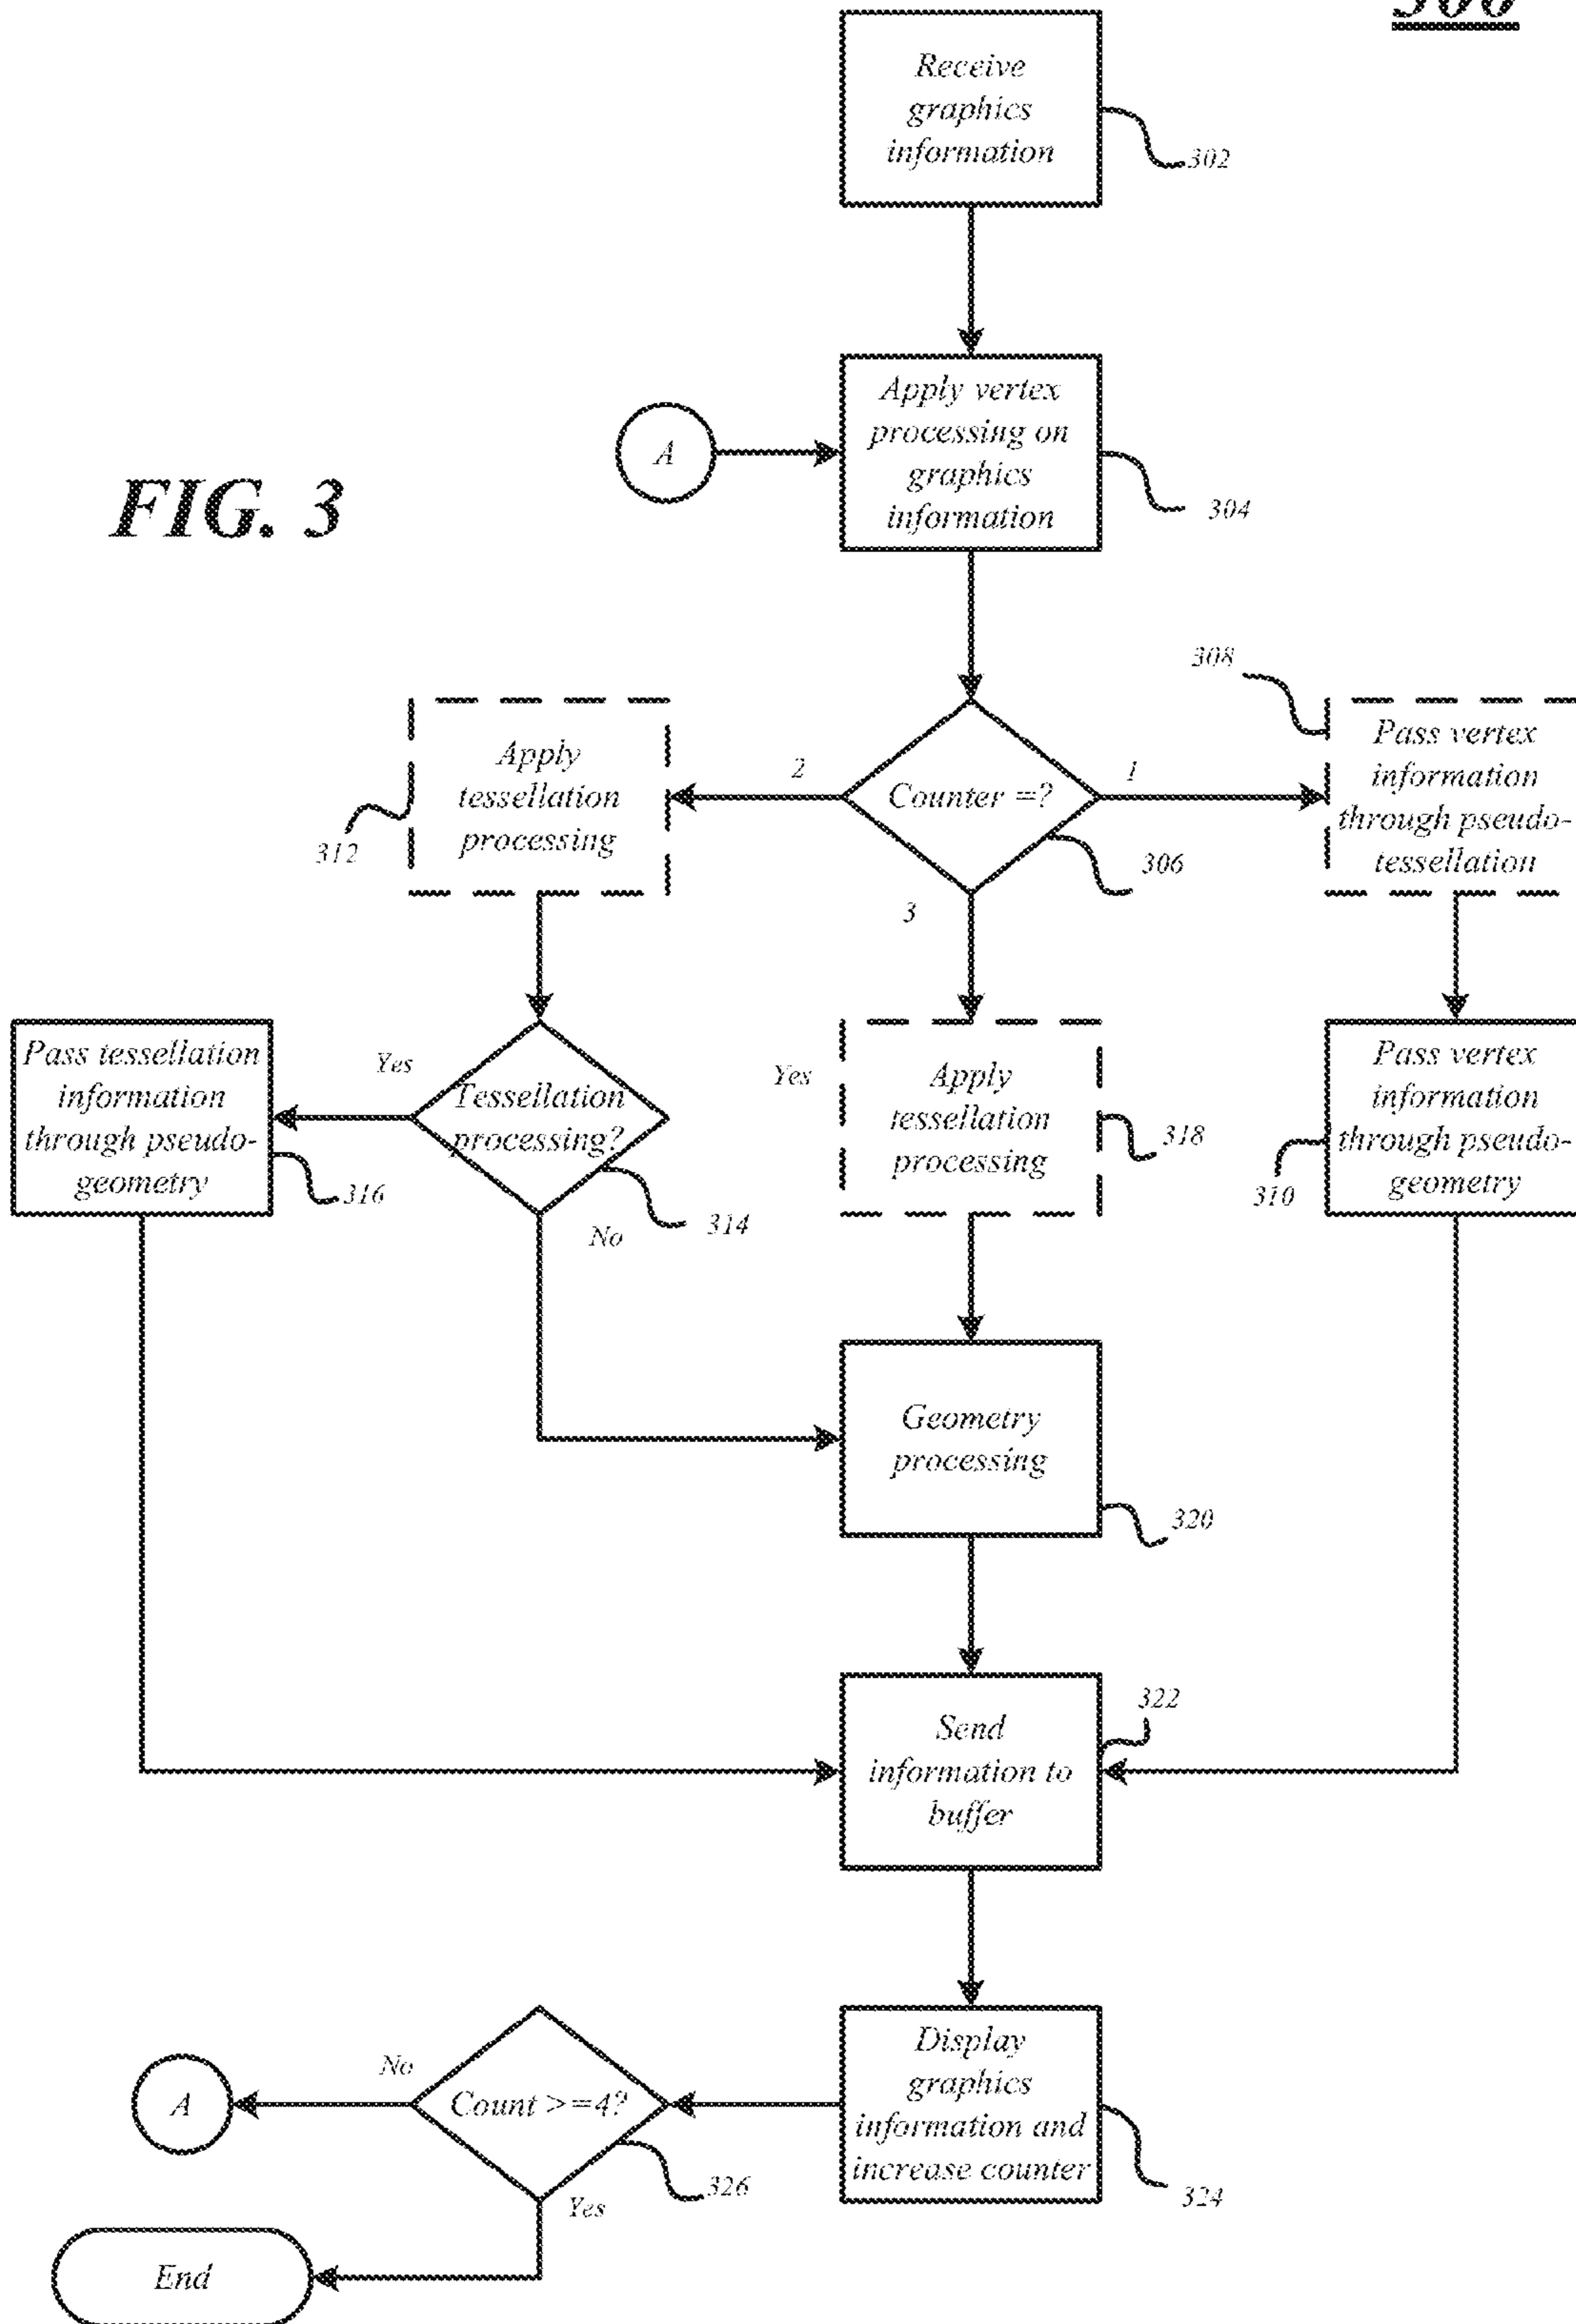 Receive
graphics
information
302
Apply vertex
processing on
graphics
information
304
A
FIG. 3
308
Pass vertex
information
through pseudo-
tessellation
Counter =?
1
2
3
306
Apply
tessellation
processing
312
Pass tessellation
information
through pseudo-
geometry
316
Yes
Tessellation
processing?
No
314
Yes
Apply
tessellation
processing
318
Pass vertex
information
through pseudo-
geometry
310
Geometry
processing
320
Send
information to
buffer
322
Display
graphics
information and
increase counter
324
Count >=4?
326
No
A
Yes
End